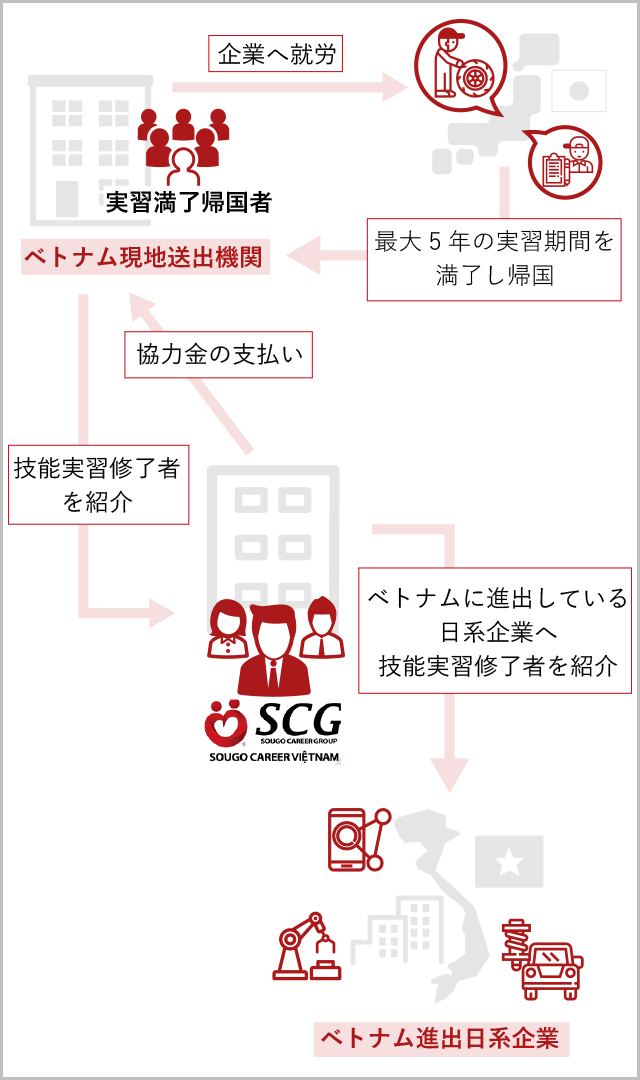 企業へ就労
実習満了帰国者
ベトナム現地送出機関
最大5年の実習期間を
満了し帰国
協力金の支払い
技能実習修了者
を紹介
ベトナムに進出している
日系企業へ
技能実習修了者を紹介
SCG
SOUGO CAREER GROUP
SOUGO CAREER VIỆTNAM
ベトナム進出日系企業